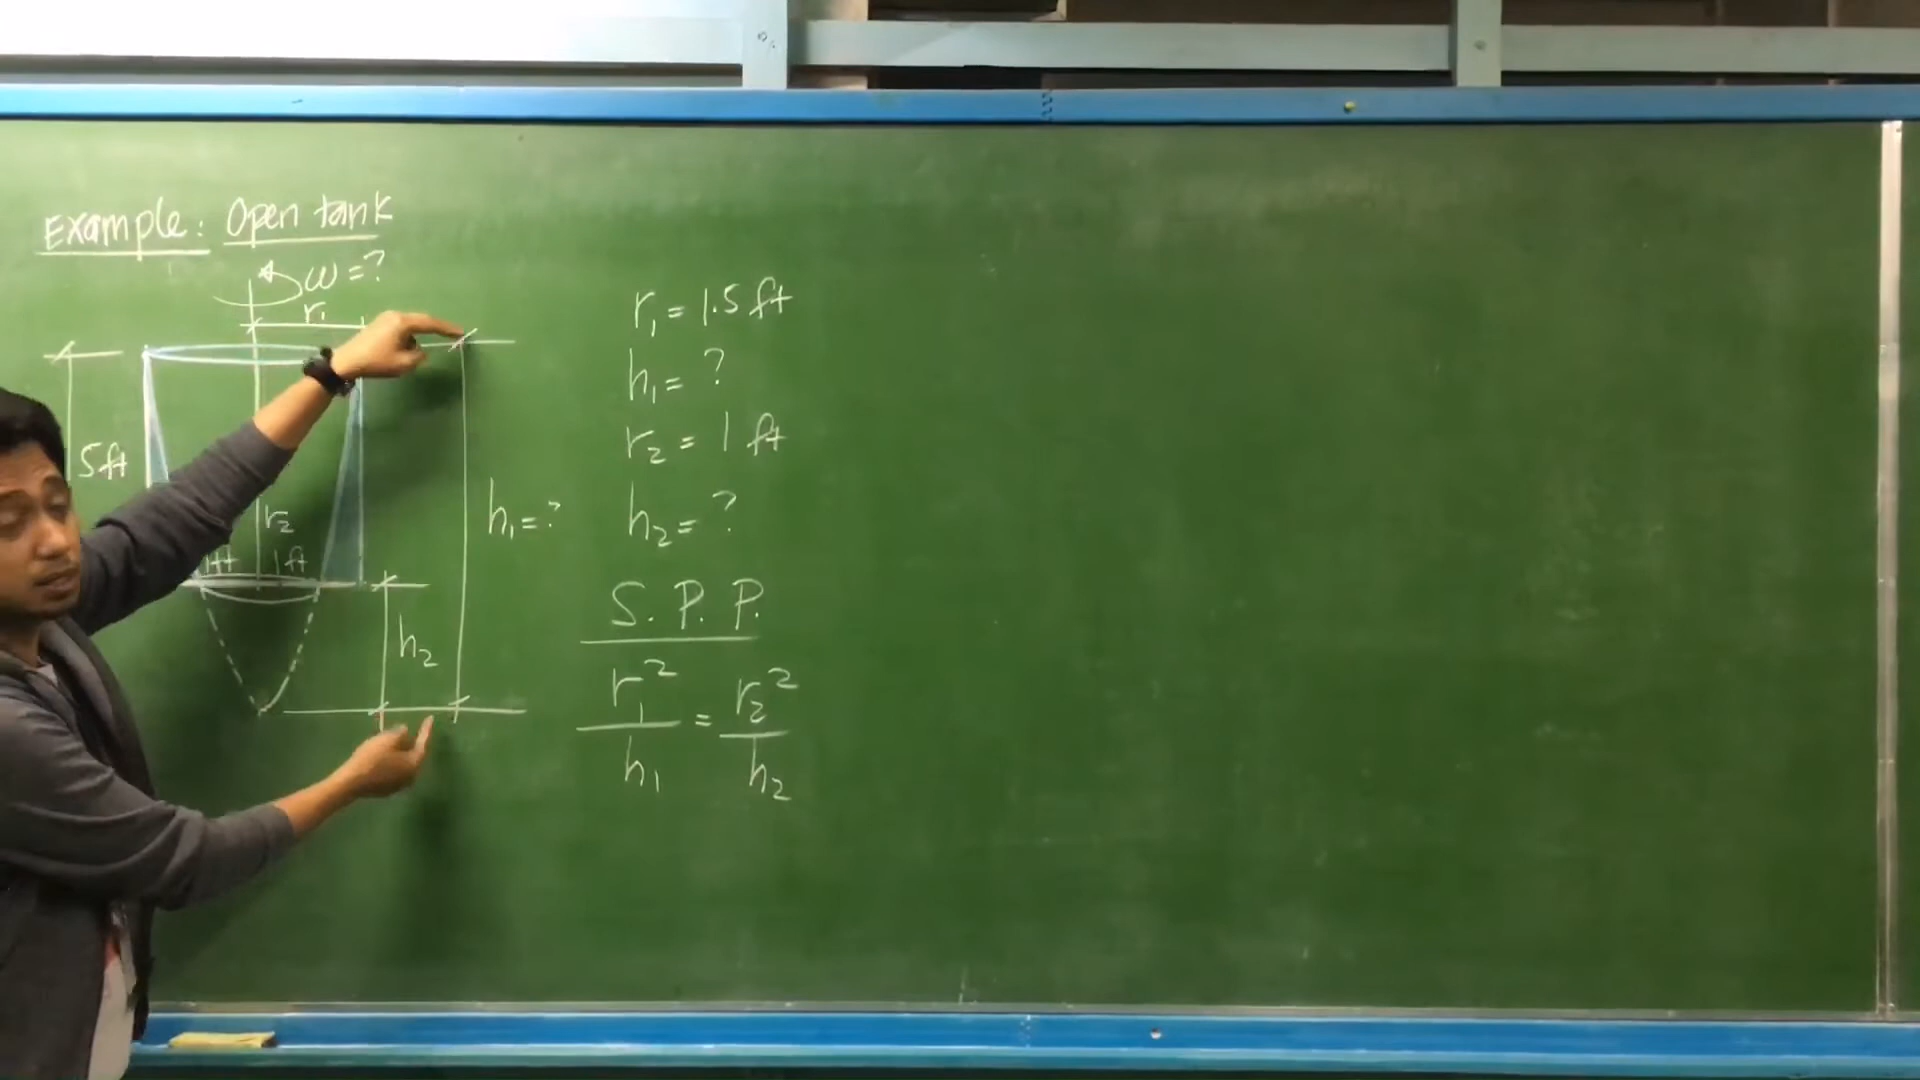 Example: Open tank
ω = ?
r₁
5ft
r₂
1ft 1ft
h₂
h₁ = ?
r₁ = 1.5 ft
h₁ = ?
r₂ = 1 ft
h₂ = ?
S. P. P.
r₁²/h₁ = r₂²/h₂